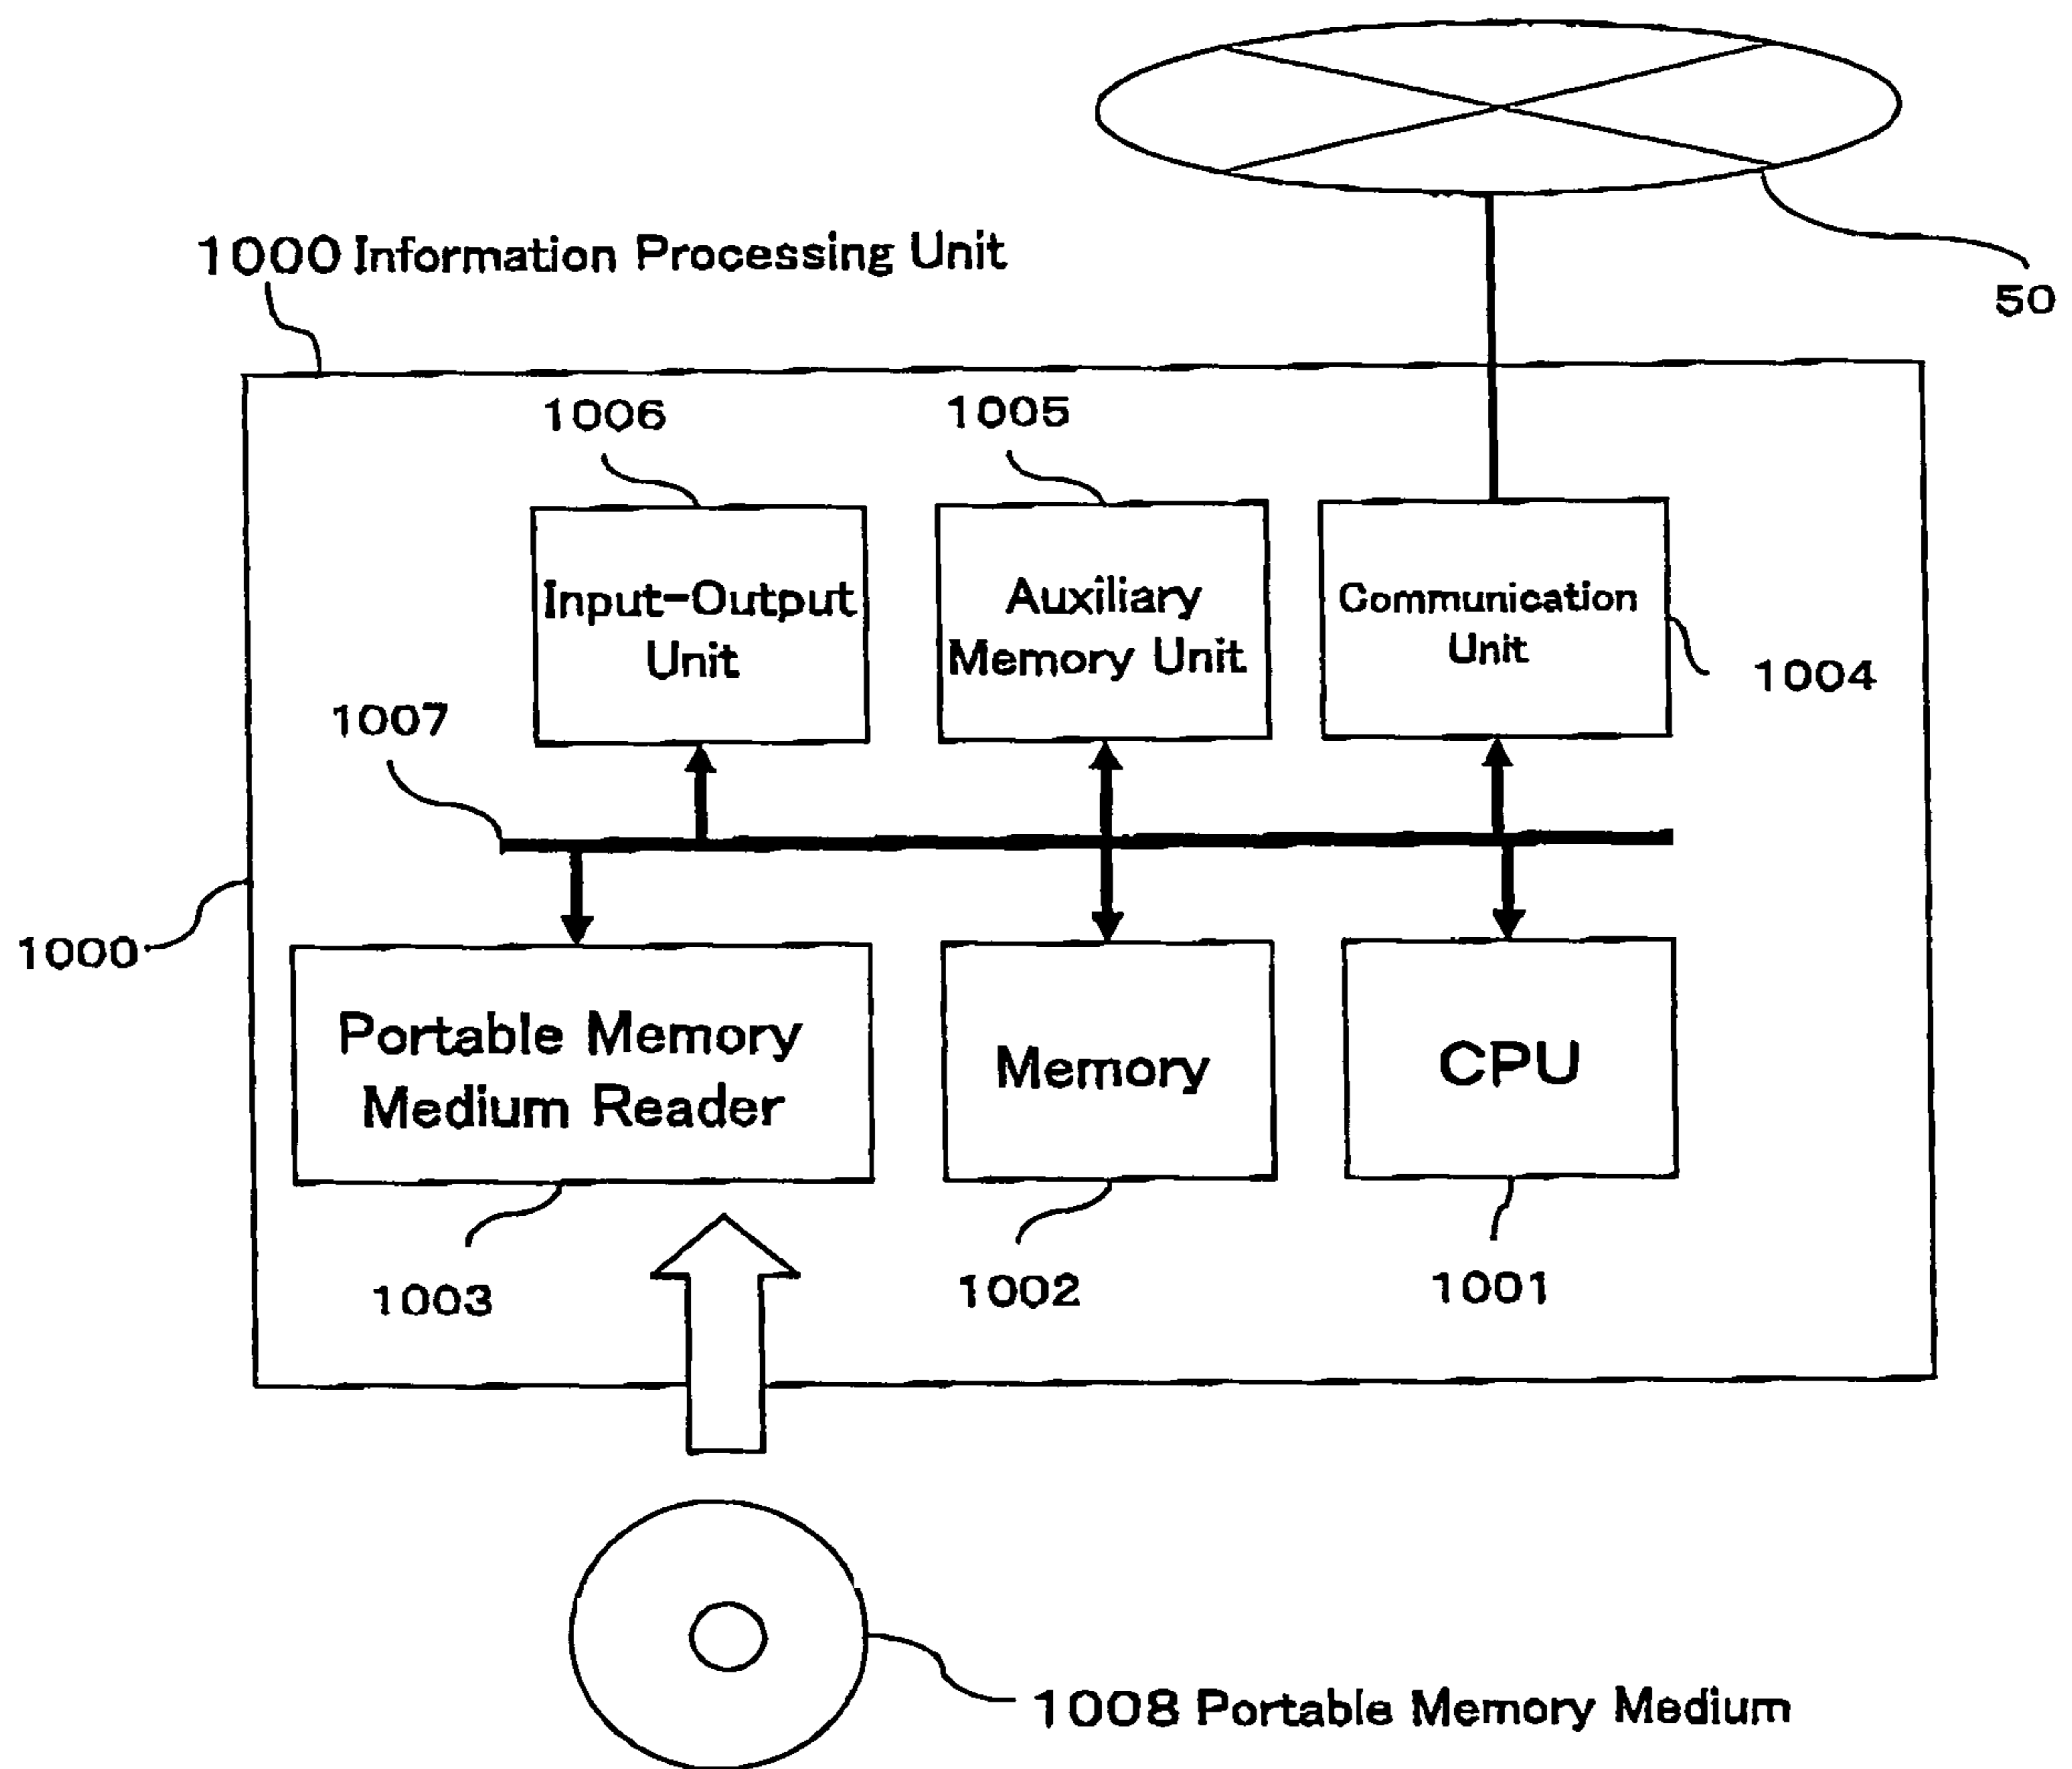 1000 Information Processing Unit
50
1006
1005
Input-Output
Unit
Auxiliary
Memory Unit
Communication
Unit
1004
1007
1000
Portable Memory
Medium Reader
Memory
CPU
1003
1002
1001
1008 Portable Memory Medium